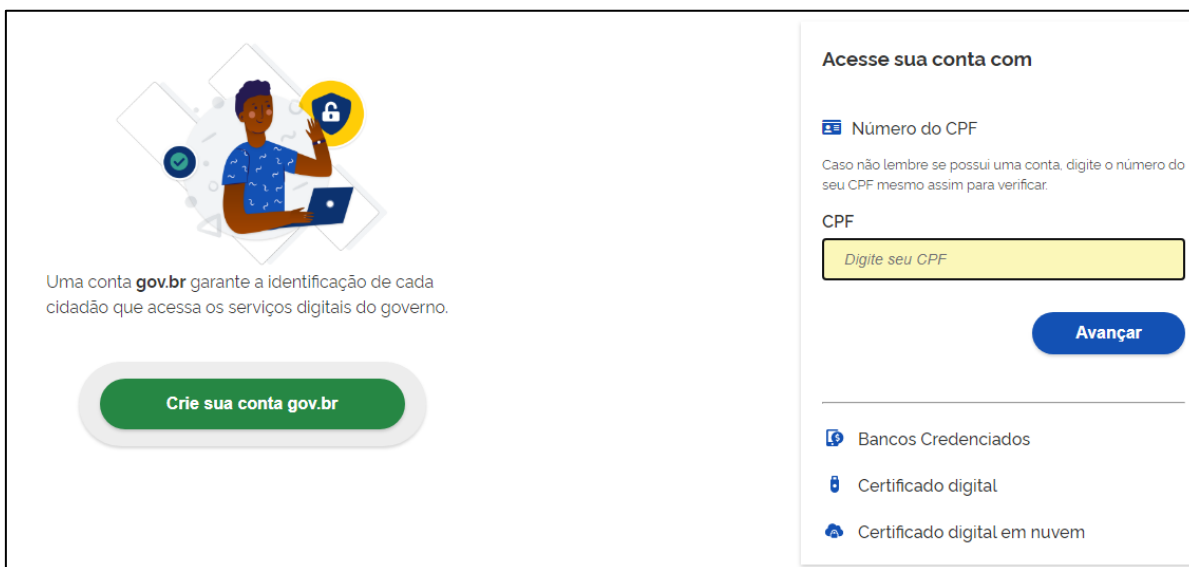 Uma conta gov.br garante a identificação de cada
cidadão que acessa os serviços digitais do governo.
Crie sua conta gov.br
Acesse sua conta com
Número do CPF
Caso não lembre se possui uma conta, digite o número do
seu CPF mesmo assim para verificar.
CPF
Digite seu CPF
Avançar
Bancos Credenciados
Certificado digital
Certificado digital em nuvem